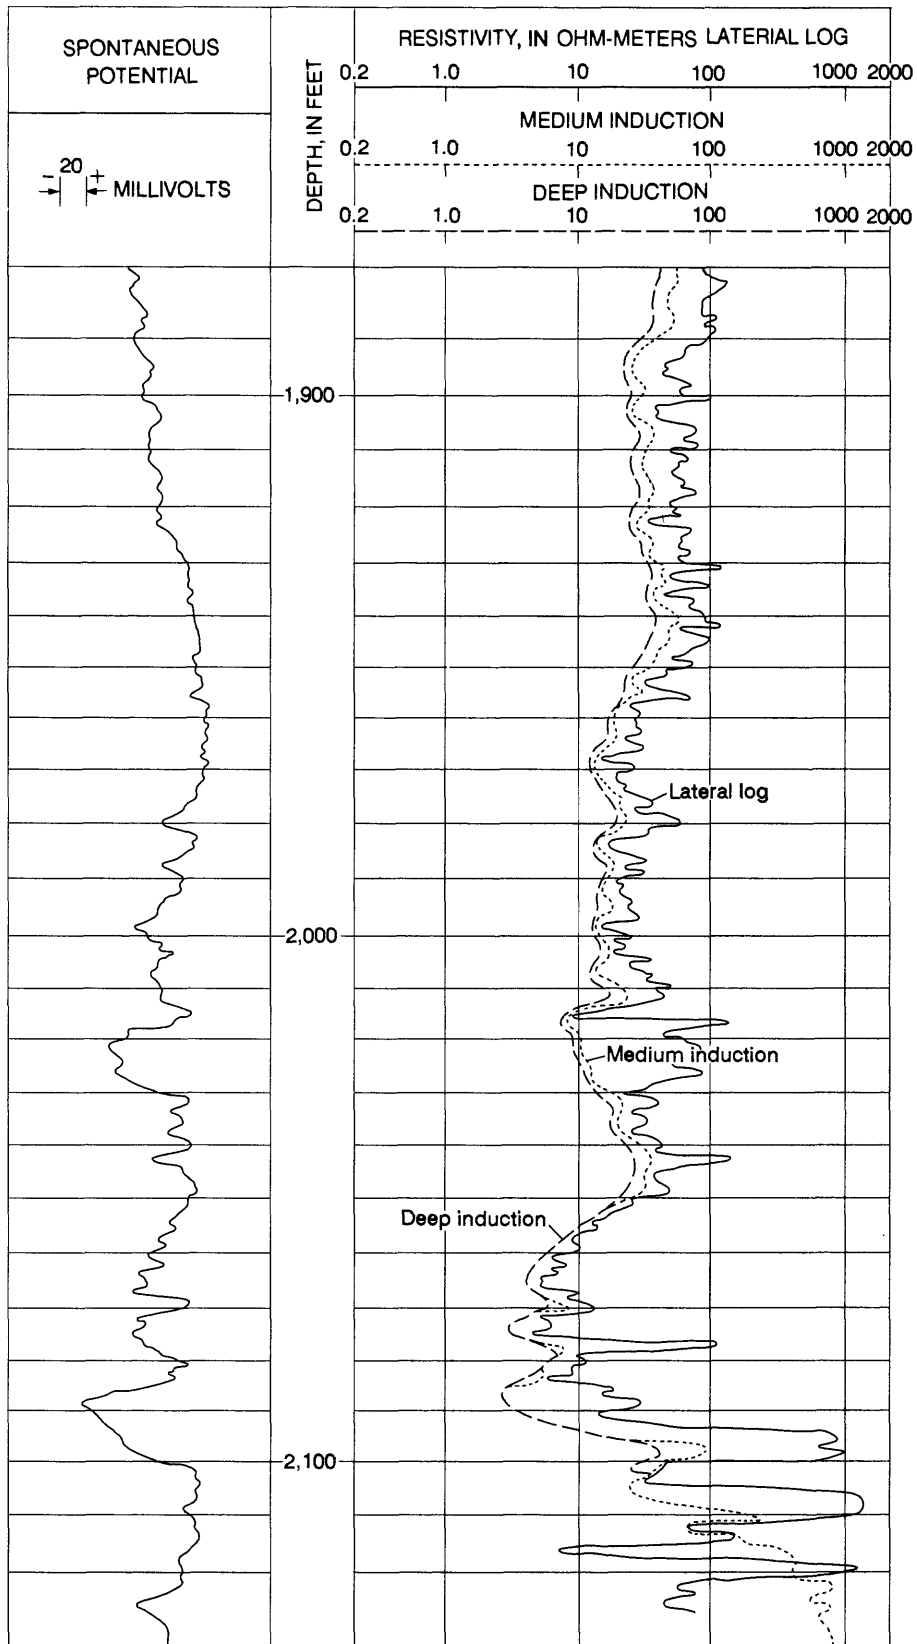 SPONTANEOUS
POTENTIAL
- 20 +
MILLIVOLTS
DEPTH, IN FEET
RESISTIVITY, IN OHM-METERS LATERIAL LOG
0.2 1.0 10 100 1000 2000
MEDIUM INDUCTION
0.2 1.0 10 100 1000 2000
DEEP INDUCTION
0.2 1.0 10 100 1000 2000
1,900
Lateral log
2,000
Medium induction
Deep induction
2,100